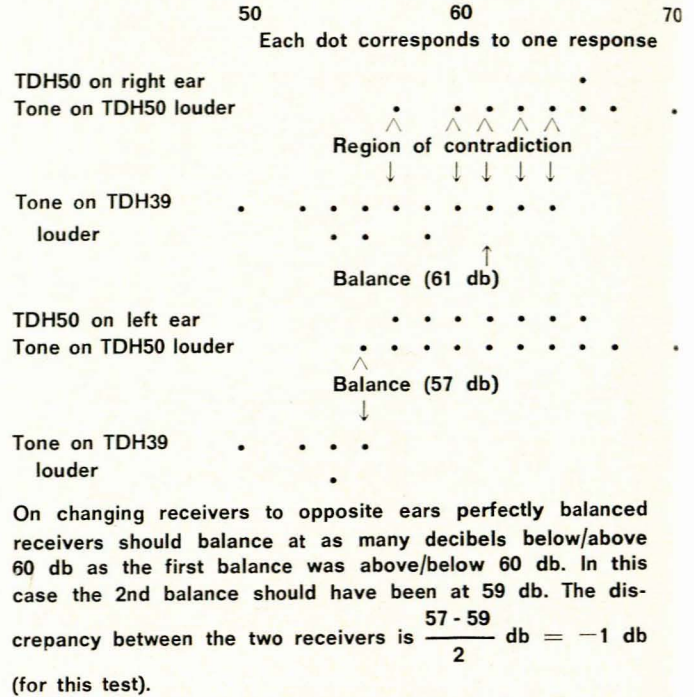 50 60 70
Each dot corresponds to one response
TDH50 on right ear
Tone on TDH50 louder
Region of contradiction
Tone on TDH39
louder
Balance (61 db)
TDH50 on left ear
Tone on TDH50 louder
Balance (57 db)
Tone on TDH39
louder
On changing receivers to opposite ears perfectly balanced
receivers should balance at as many decibels below/above
60 db as the first balance was above/below 60 db. In this
case the 2nd balance should have been at 59 db. The dis-
crepancy between the two receivers is (57 - 59)/2 db = −1 db
(for this test).